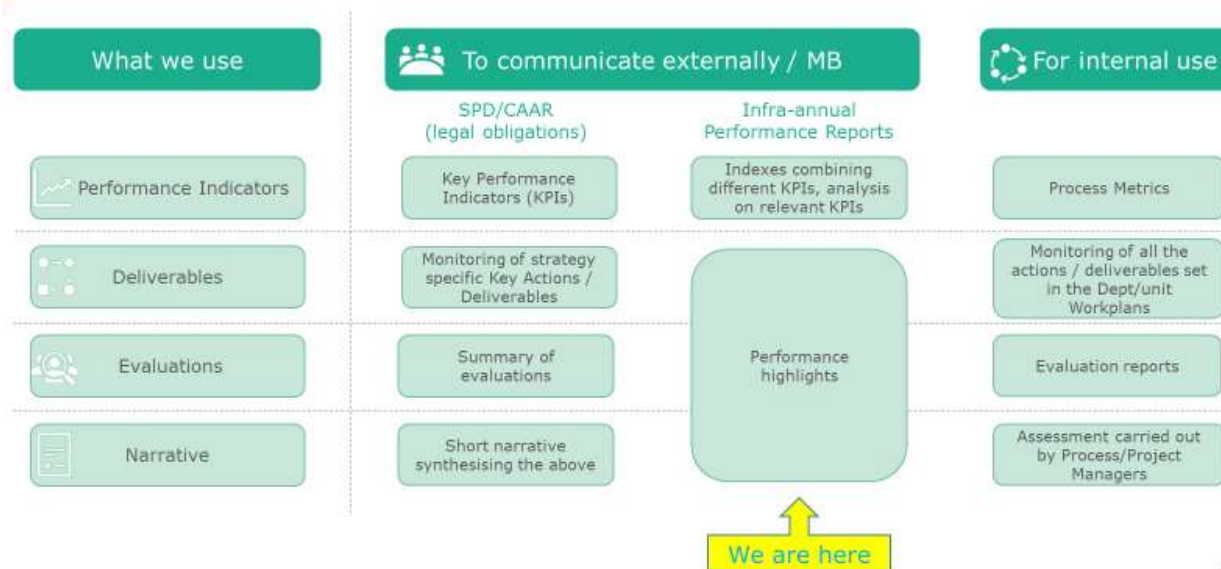 What we use
To communicate externally / MB
For internal use
SPD/CAAR
(legal obligations)
Infra-annual
Performance Reports
Performance Indicators
Key Performance
Indicators (KPIs)
Indexes combining
different KPIs, analysis
on relevant KPIs
Process Metrics
Deliverables
Monitoring of strategy
specific Key Actions /
Deliverables
Monitoring of all the
actions / deliverables set
in the Dept/unit
Workplans
Evaluations
Summary of
evaluations
Performance
highlights
Evaluation reports
Narrative
Short narrative
synthesising the above
Assessment carried out
by Process/Project
Managers
We are here